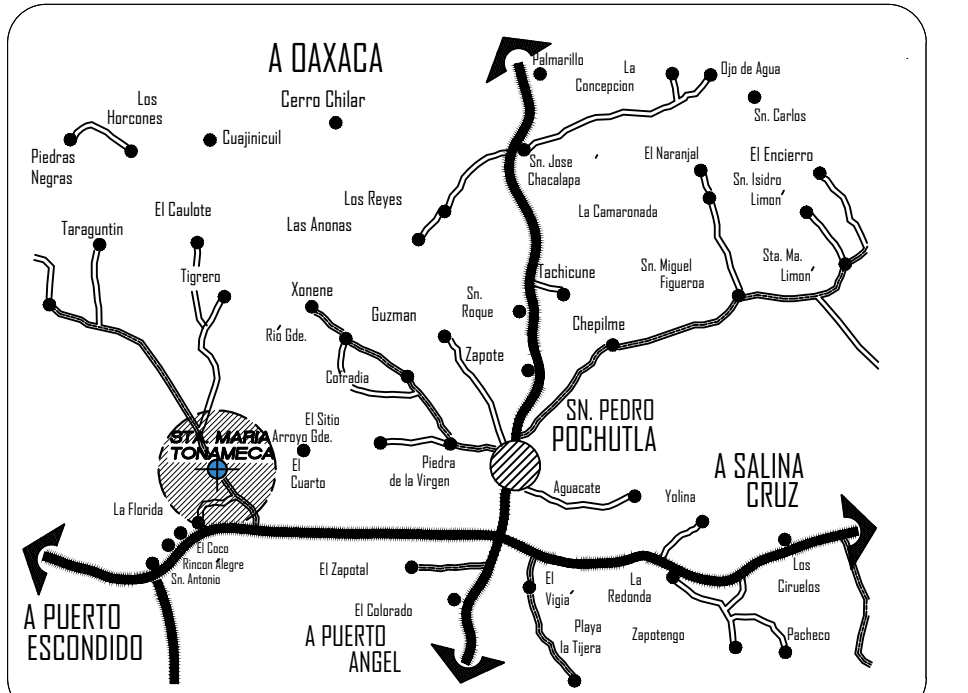 A OAXACA
Palmarillo
La
Concepcion
Ojo de Agua
Los
Horcones
Cerro Chilar
Sn. Carlos
Cuajinicuil
Piedras
Negras
Sn. Jose
Chacalapa
El Naranjal
El Encierro
Sn. Isidro
Limon´
Los Reyes
El Caulote
Las Anonas
La Camaronada
Taraguntin
Sta. Ma.
Limon´
Tigrero
Tachicune
Sn. Miguel
Figueroa
Xonene
Sn.
Roque
Guzman
Chepilme
Rió Gde.
Zapote
Cofradia
SN. PEDRO
POCHUTLA
El Sitio
STA. MARIA
TONAMECA
Arroyo Gde.
El
Cuarto
Piedra
de la Virgen
A SALINA
CRUZ
Aguacate
Yolina
La Florida
El Coco
Rincon Alegre
Sn. Antonio
El Zapotal
El
Vigia´
La
Redonda
Los
Ciruelos
El Colorado
A PUERTO
ESCONDIDO
A PUERTO
ANGEL
Playa
la Tijera
Zapotengo
Pacheco